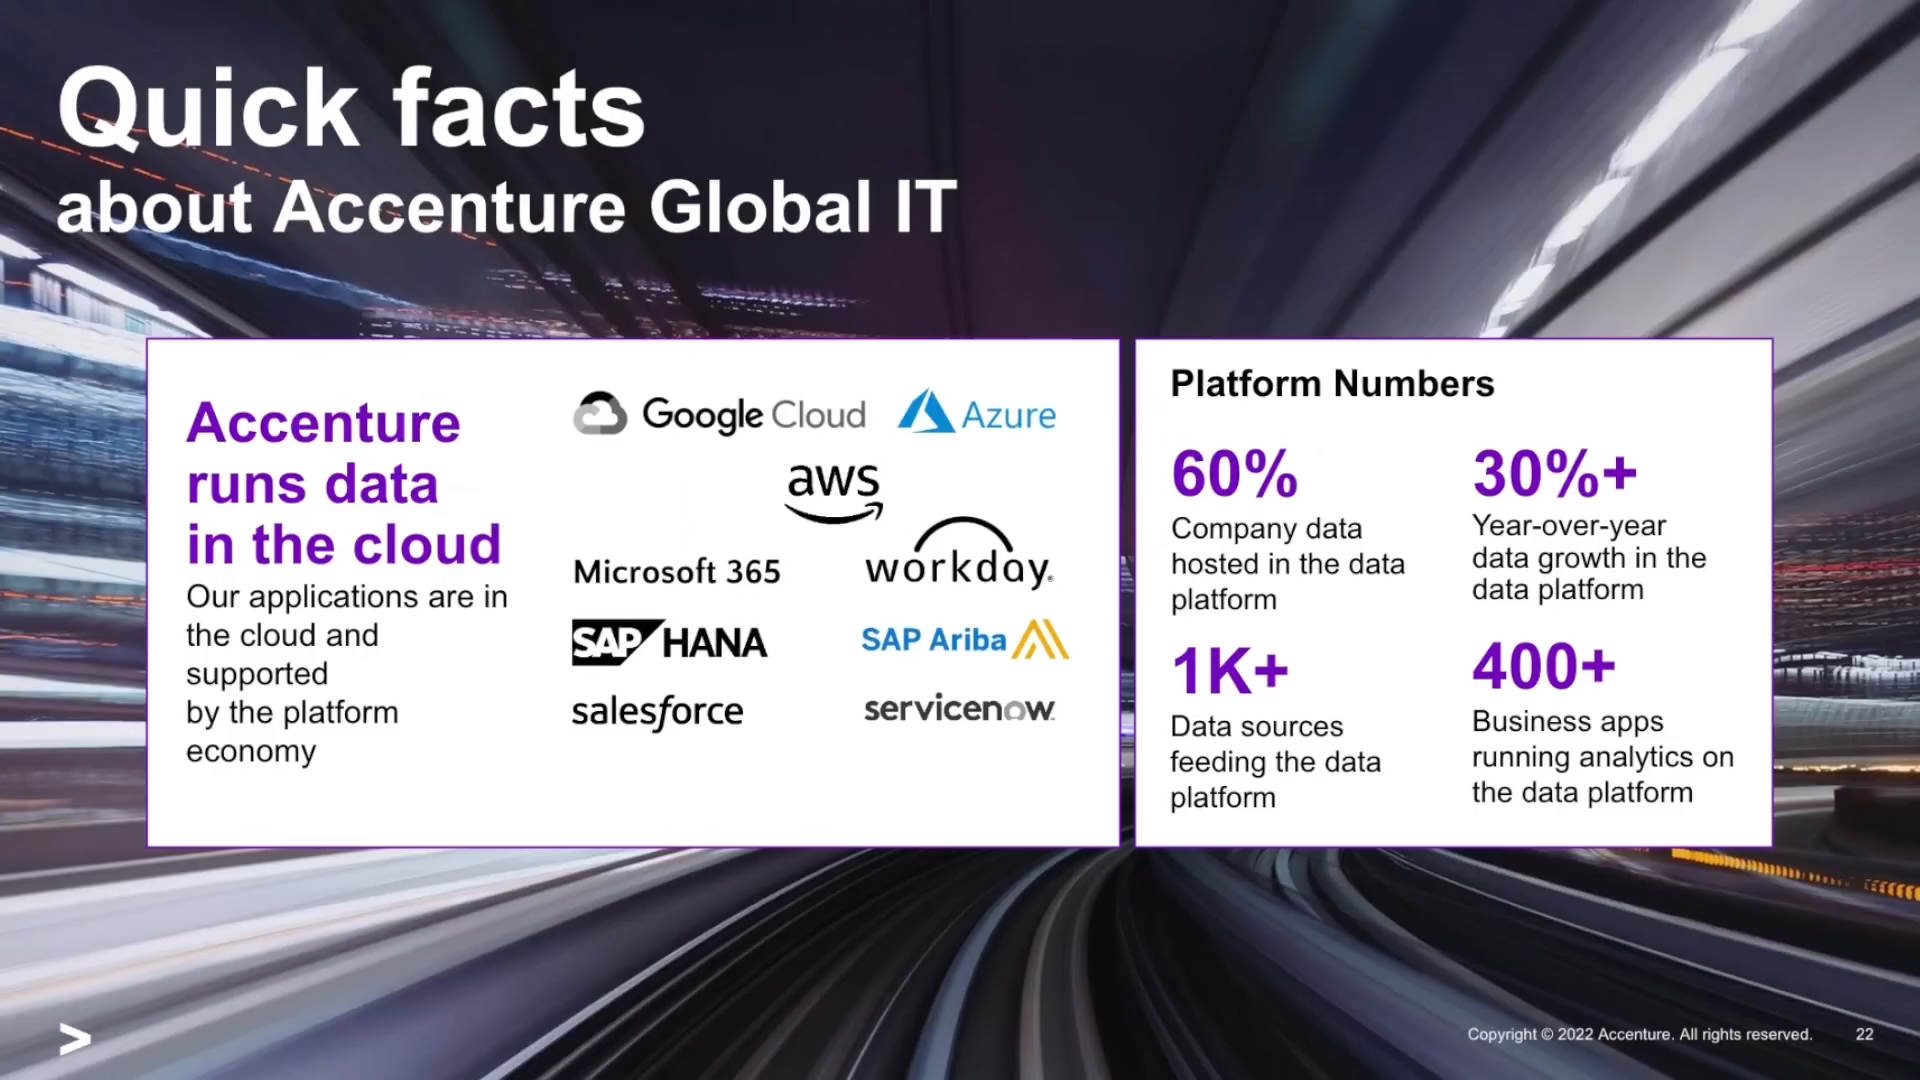 Quick facts
about Accenture Global IT
Accenture
runs data
in the cloud
Our applications are in
the cloud and
supported
by the platform
economy
Google Cloud
Azure
aws
Microsoft 365
workday.
SAP HANA
SAP Ariba
salesforce
servicenow.
Platform Numbers
60%
Company data
hosted in the data
platform
30%+
Year-over-year
data growth in the
data platform
1K+
Data sources
feeding the data
platform
400+
Business apps
running analytics on
the data platform
>
Copyright © 2022 Accenture. All rights reserved. 22